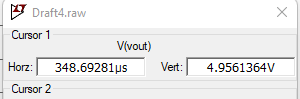 Draft4.raw
Cursor 1
V(vout)
Horz: 348.69281µs Vert: 4.9561364V
Cursor 2